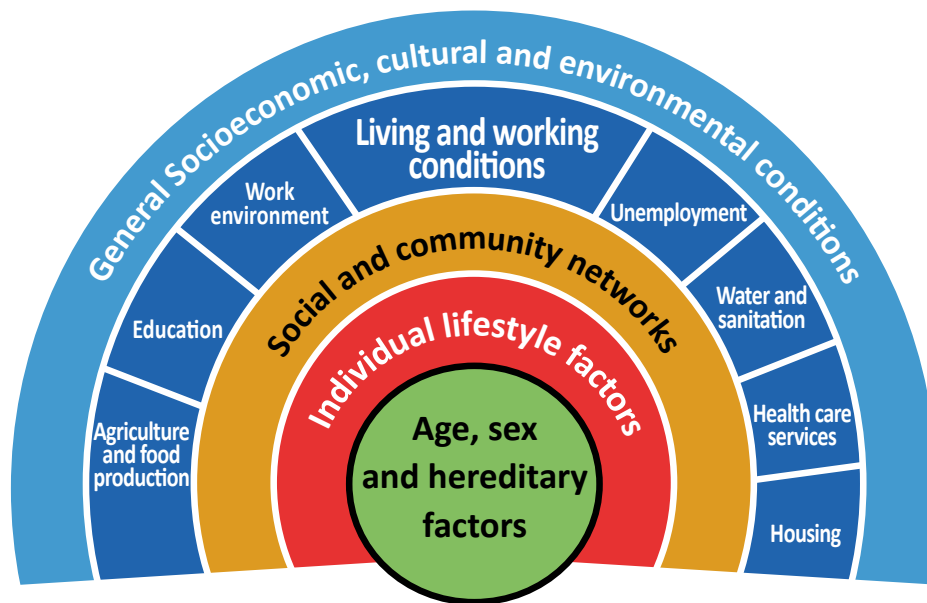 General Socioeconomic, cultural and environmental conditions
Living and working
conditions
Work
environment
Unemployment
Education
Water and
sanitation
Agriculture
and food
production
Health care
services
Housing
Social and community networks
Individual lifestyle factors
Age, sex
and hereditary
factors